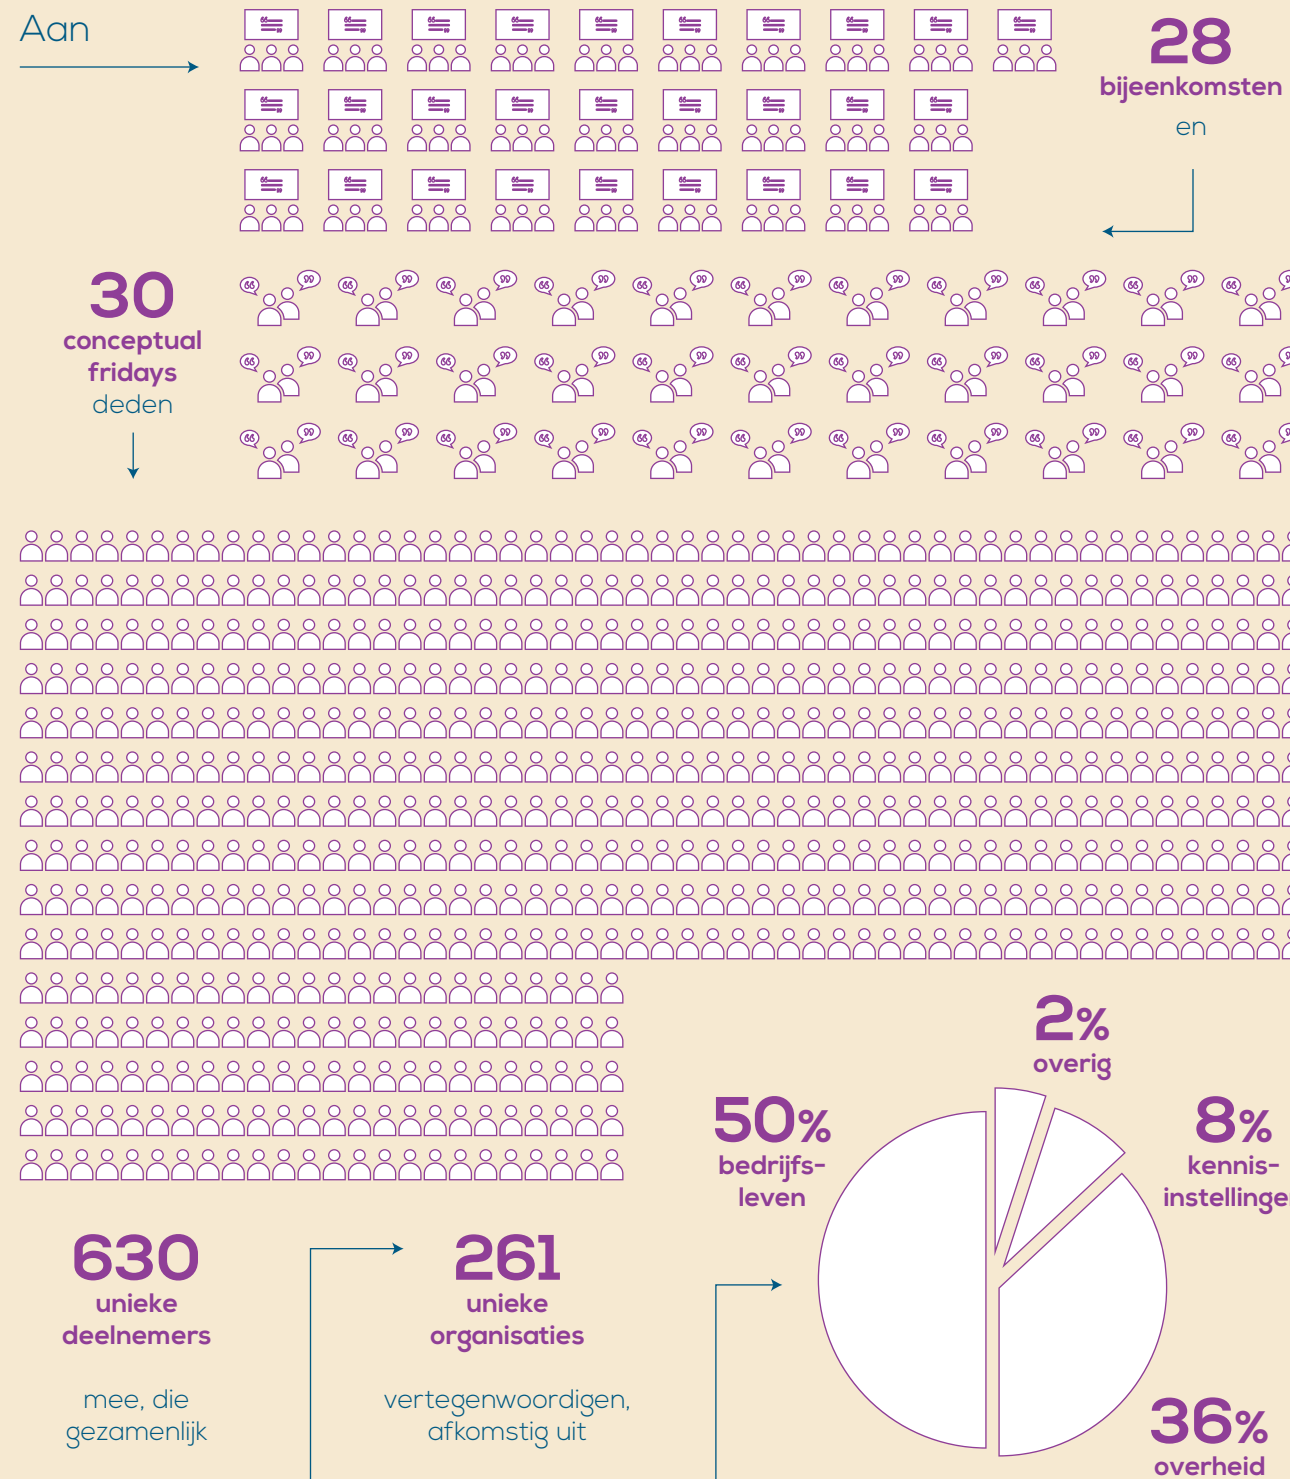 Aan
28
bijeenkomsten
en
30
conceptual
fridays
deden
630
unieke
deelnemers
mee, die
gezamenlijk
261
unieke
organisaties
vertegenwoordigen,
afkomstig uit
50%
bedrijfs-
leven
2%
overig
8%
kennis-
instellinge
36%
overheid